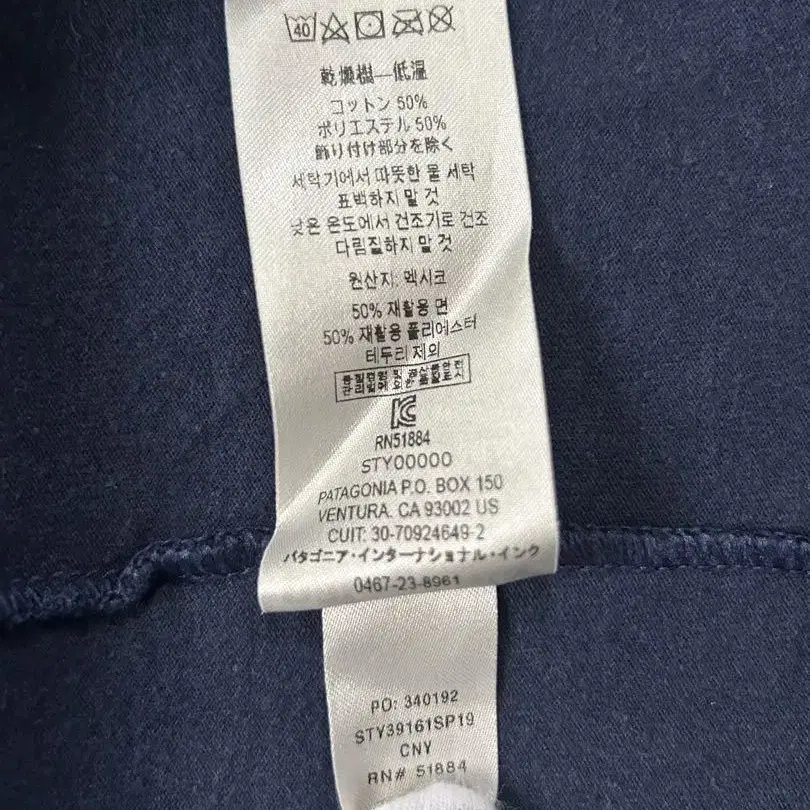 40
乾燥樹—低温
コットン 50%
ポリエステル 50%
飾り付け部分を除く
세탁기에서 따뜻한 물 세탁
표백하지 말 것
낮은 온도에서 건조기로 건조
다림질하지 말 것
원산지: 멕시코
50% 재활용 면
50% 재활용 폴리에스터
테두리 제외
RN51884
STY00000
PATAGONIA P.O. BOX 150
VENTURA. CA 93002 US
CUIT: 30-70924649-2
パタゴニア・インターナショナル・インク
0467-23-8961
PO: 340192
STY39161SP19
CNY
RN# 51884